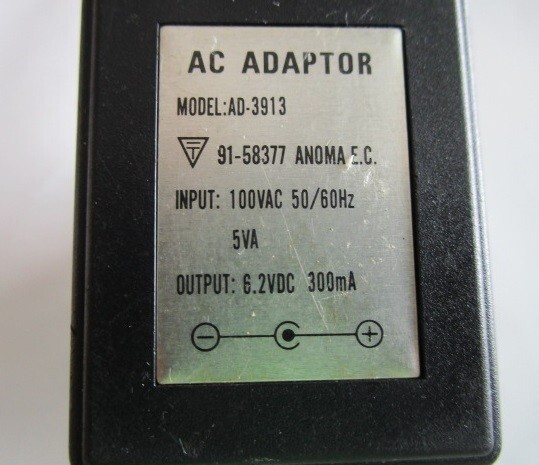 AC ADAPTOR
MODEL:AD-3913
T 91-58377 ANOMA E.C.
INPUT: 100VAC 50/60Hz
5VA
OUTPUT: 6.2VDC 300mA